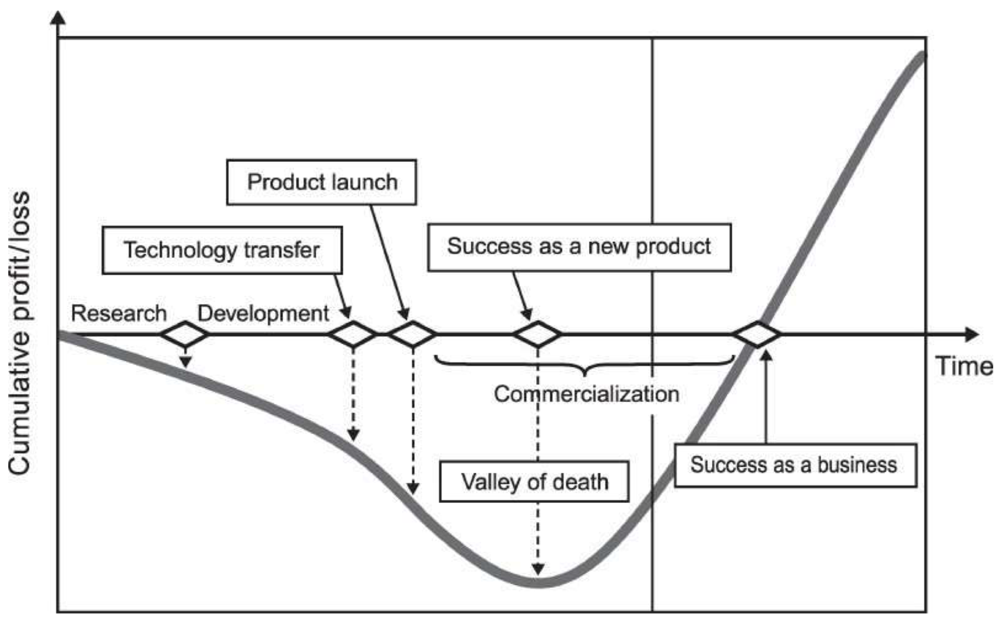 Product launch
Technology transfer
Success as a new product
Research
Development
Time
Commercialization
Success as a business
Valley of death
Cumulative profit/loss